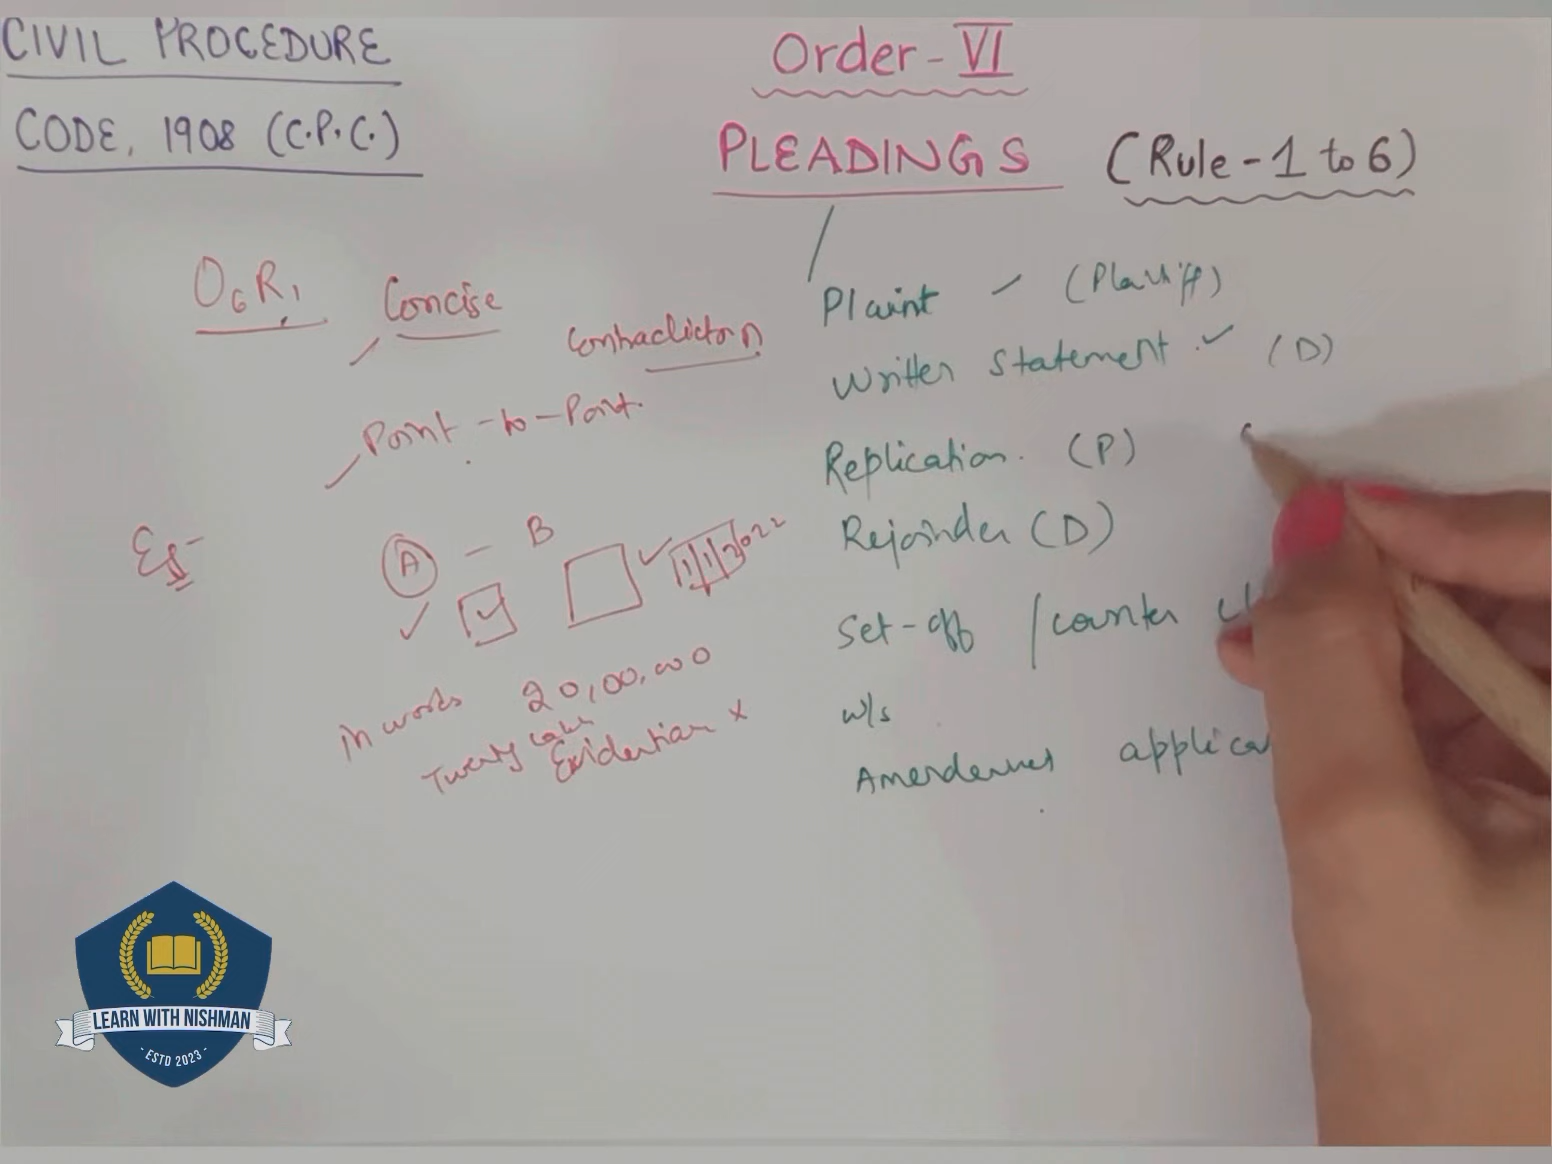 CIVIL PROCEDURE
CODE, 1908 (C.P.C.)
Order-VI
PLEADINGS (Rule-1 to 6)
O6R1
Concise
Contradiction
Point-to-Point.
Eg-
A - B
1/1/2022
in words 20,00,000
Twenty Lakh
Evidentian x
Plaint - (Plaintiff)
Written statement. ✓ (D)
Replication. (P)
Rejoinder (D)
Set-off / counter cl
w/s
applica
LEARN WITH NISHMAN
- ESTD 2023 -